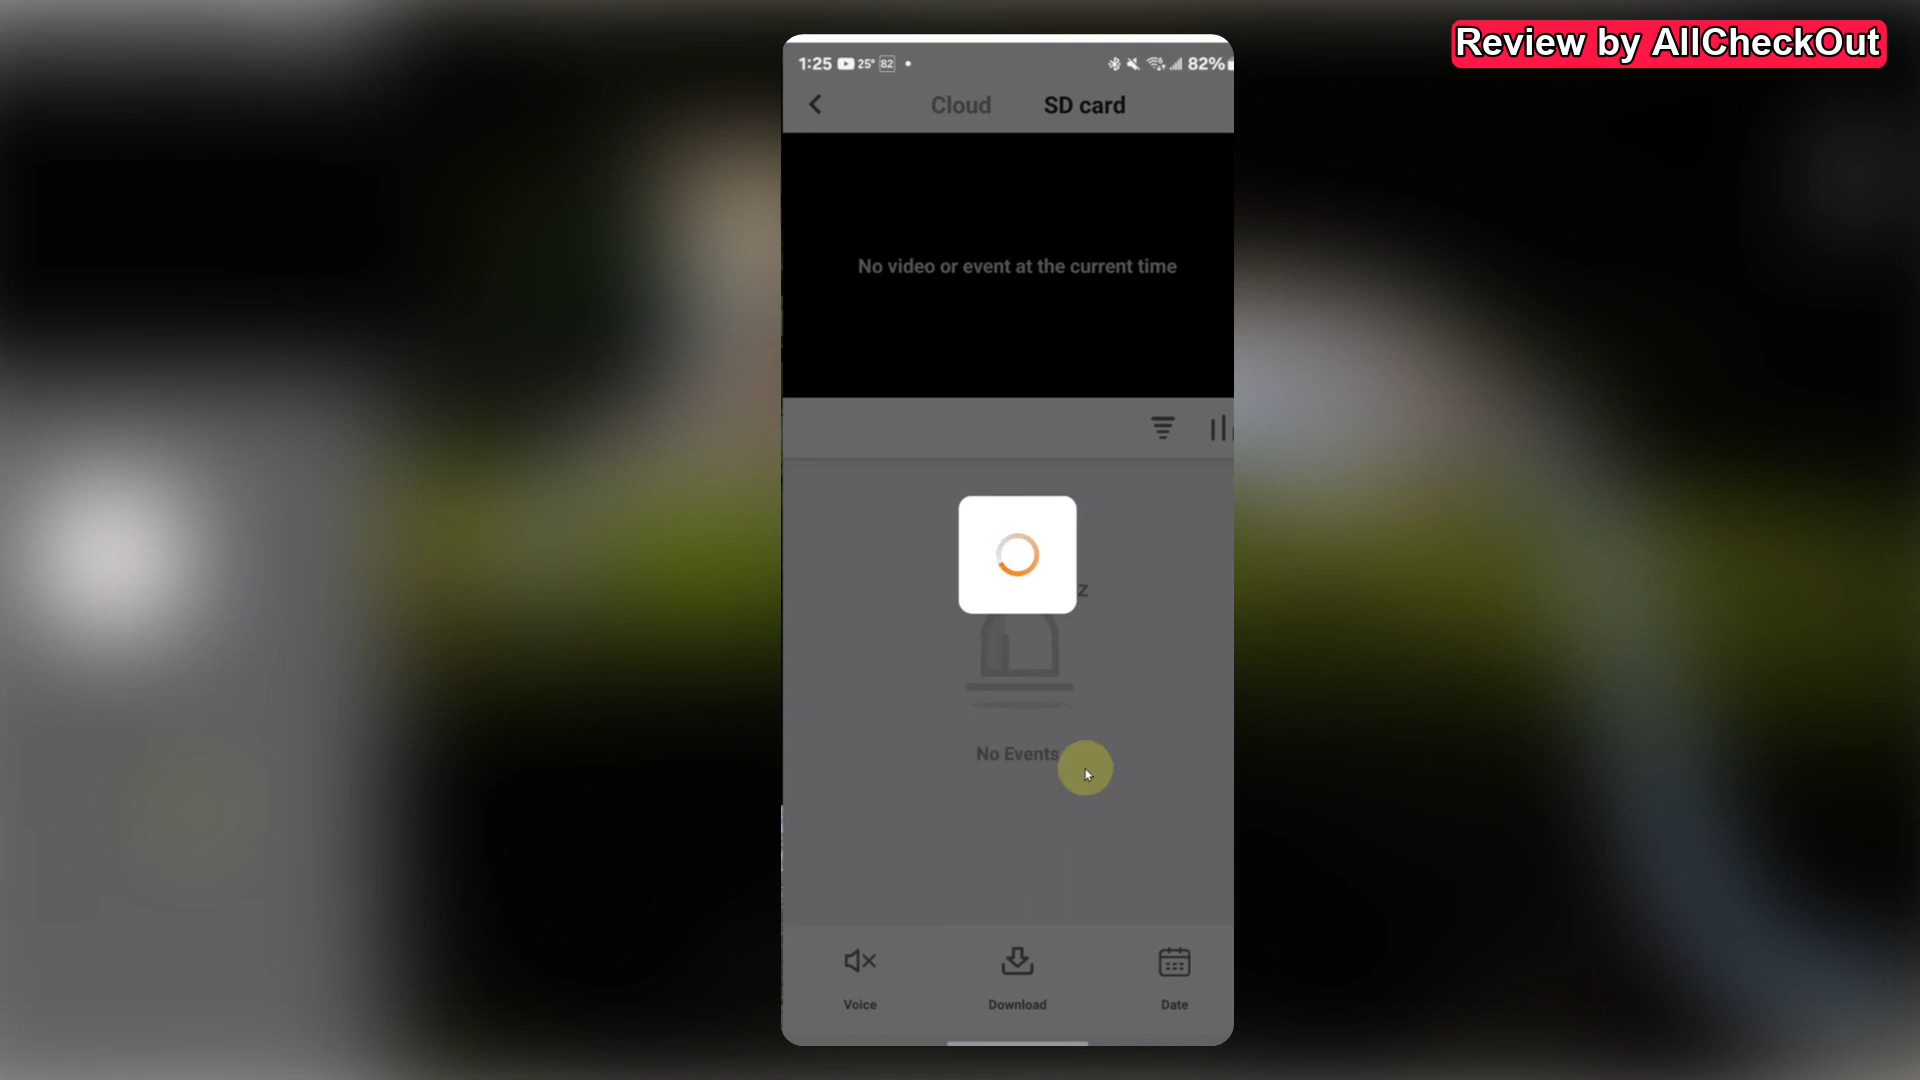 Review by AllCheckOut
1:25 25° 82 82%
Cloud SD card
No video or event at the current time
z
No Events
Voice Download Date